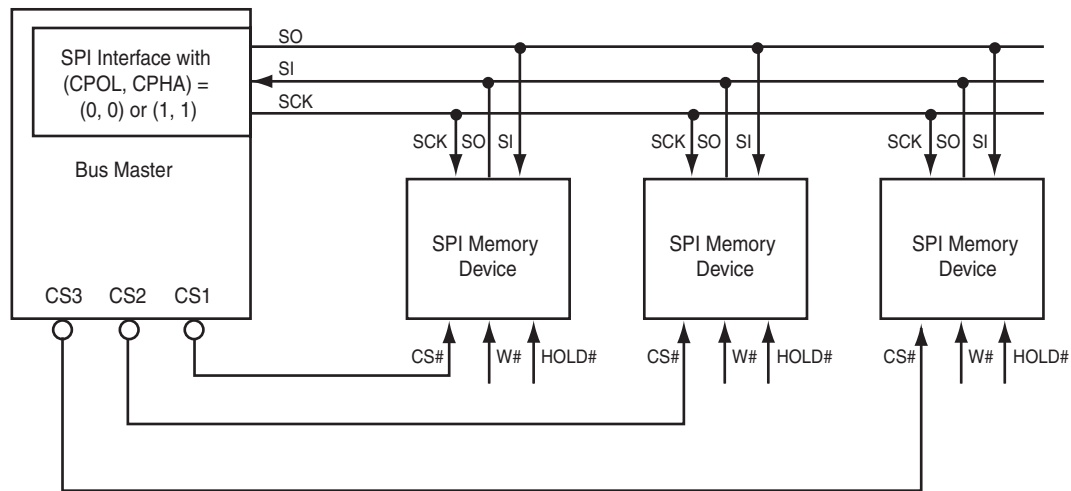 SO
SPI Interface with
(CPOL, CPHA) =
(0, 0) or (1, 1)
SI
SCK
Bus Master
SCK SO SI
SCK SO SI
SCK SO SI
SPI Memory
Device
SPI Memory
Device
SPI Memory
Device
CS3 CS2 CS1
CS# W# HOLD#
CS# W# HOLD#
CS# W# HOLD#